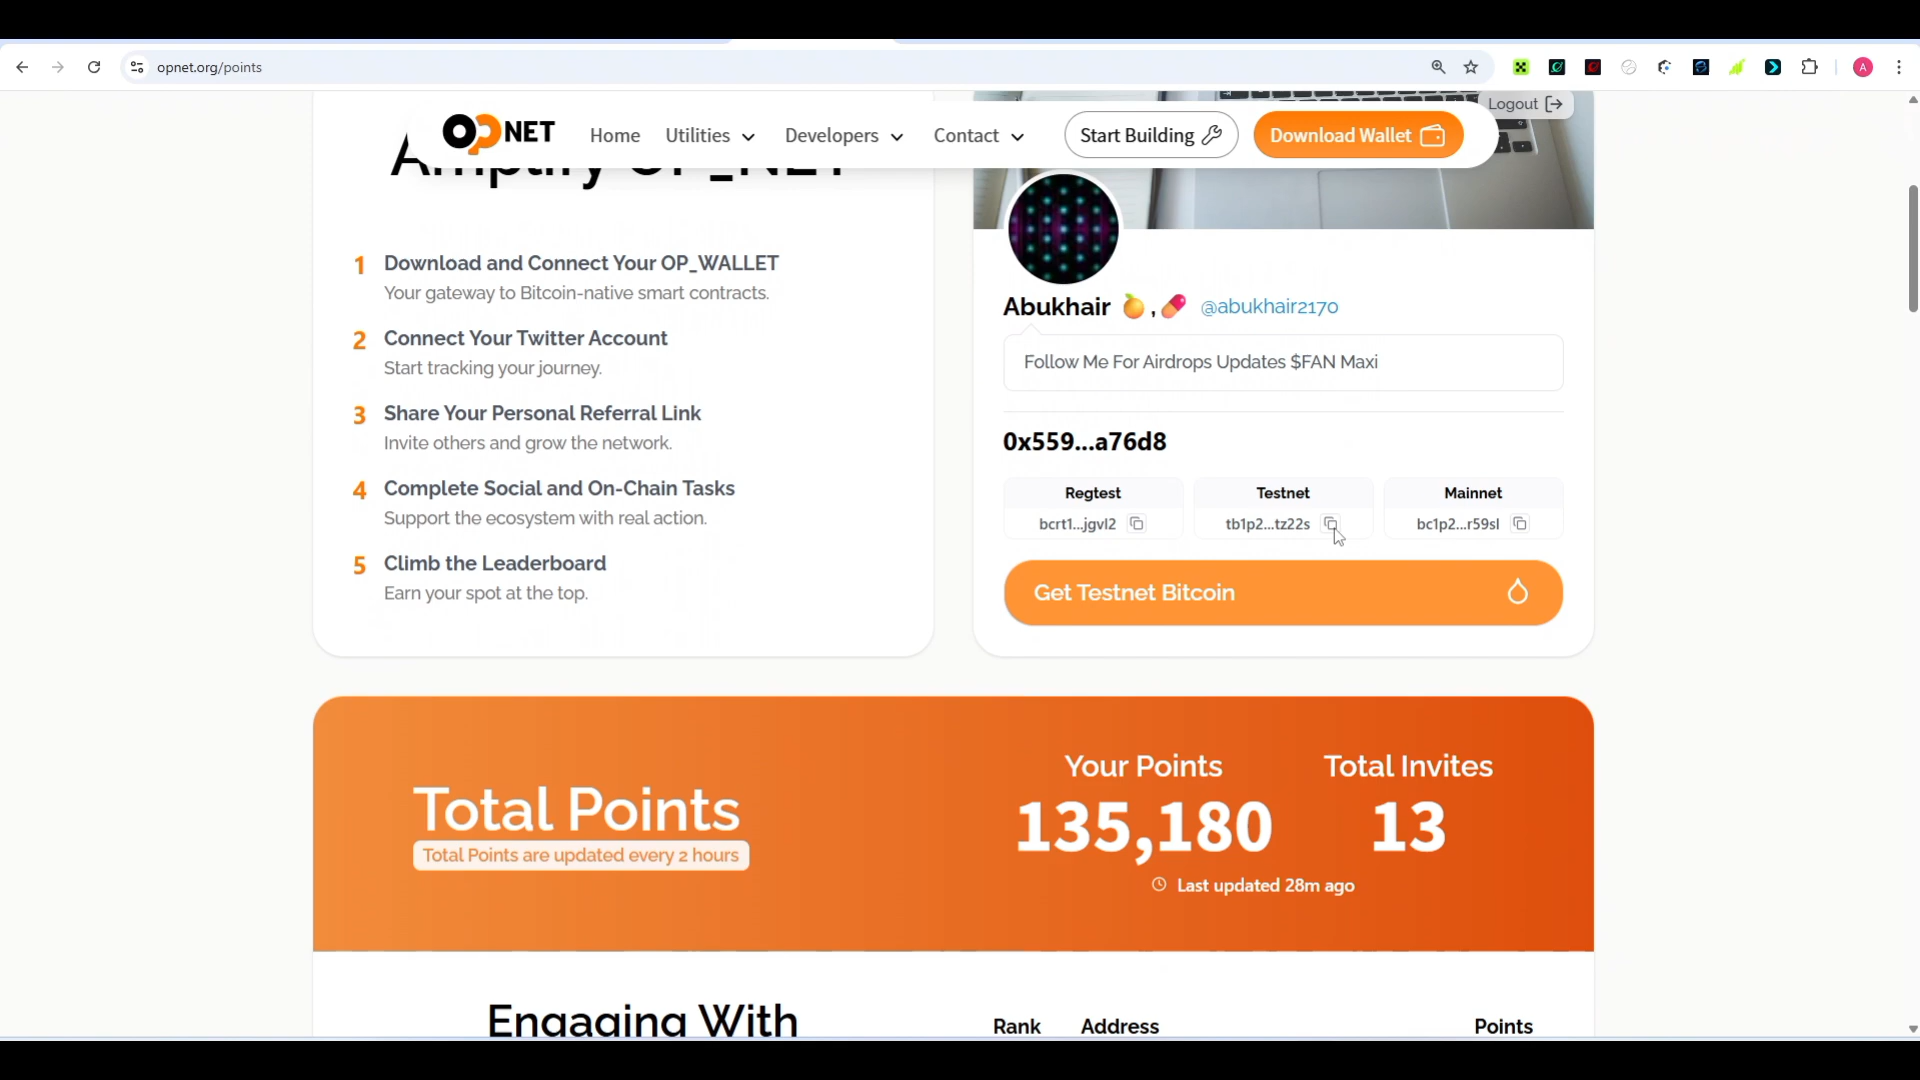 opnet.org/points
A
Logout
OP NET
Home
Utilities
Developers
Contact
Start Building
Download Wallet
Amplify OP_NET
1 Download and Connect Your OP_WALLET
Your gateway to Bitcoin-native smart contracts.
2 Connect Your Twitter Account
Start tracking your journey.
3 Share Your Personal Referral Link
Invite others and grow the network.
4 Complete Social and On-Chain Tasks
Support the ecosystem with real action.
5 Climb the Leaderboard
Earn your spot at the top.
Abukhair 🍊,💊 @abukhair2170
Follow Me For Airdrops Updates $FAN Maxi
0x559...a76d8
Regtest Testnet Mainnet
bcrt1...jgvl2 tb1p2...tz22s bc1p2...r59sl
Get Testnet Bitcoin
Total Points
Total Points are updated every 2 hours
Your Points Total Invites
135,180 13
Last updated 28m ago
Engaging With
Rank Address Points